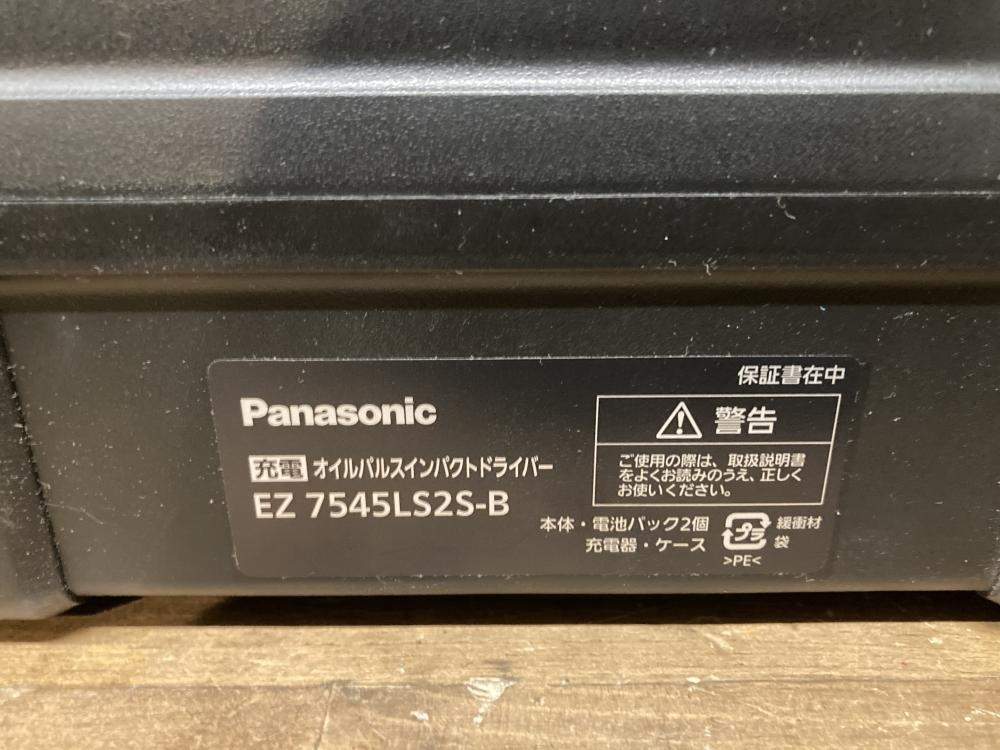 保証書在中
Panasonic
充電 オイルパルスインパクトドライバー
EZ 7545LS2S-B
警告
ご使用の際は、取扱説明書
をよくお読みのうえ、正しく
お使いください。
本体・電池パック2個
充電器・ケース
プラ
緩衝材
袋
>PE<